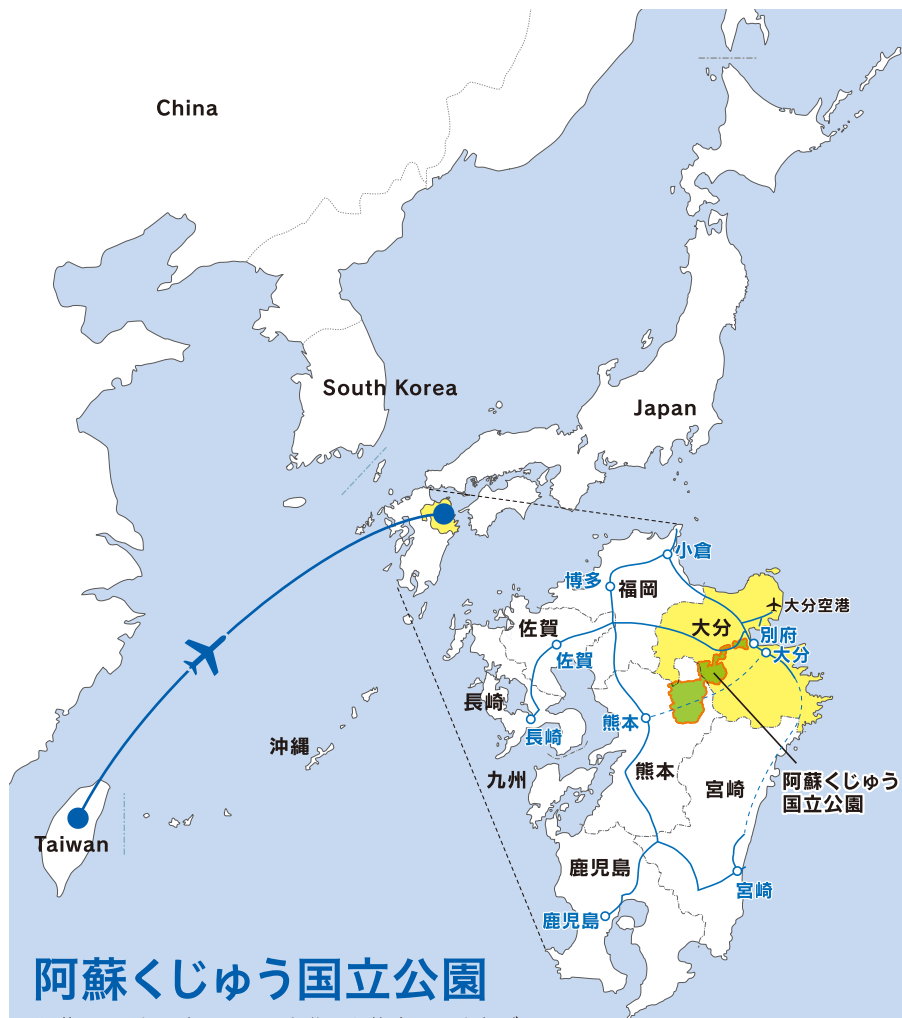 China
South Korea
Japan
小倉
博多
福岡
大分空港
佐賀
大分
別府
佐賀
大分
長崎
熊本
長崎
沖縄
九州
熊本
宮崎
阿蘇くじゅう
国立公園
Taiwan
鹿児島
宮崎
鹿児島
阿蘇くじゅう国立公園